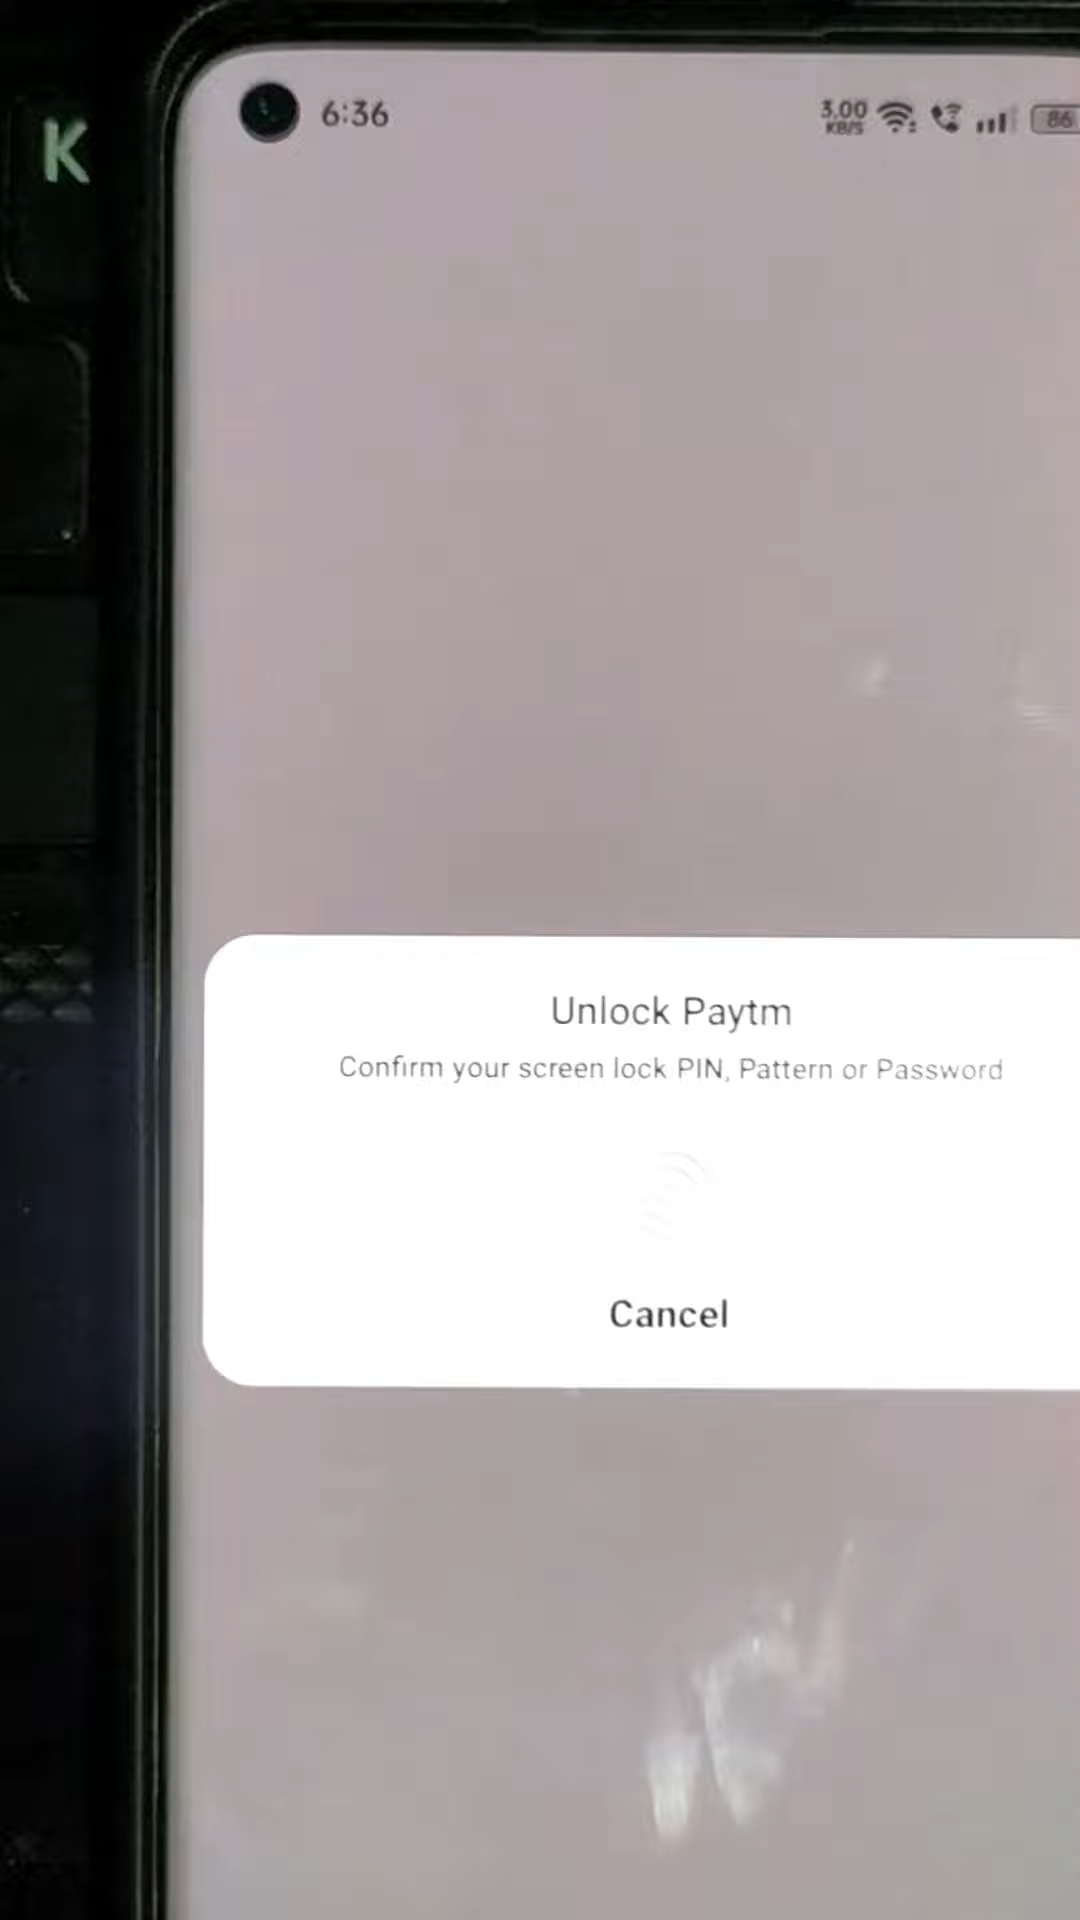 K
6:36
3.00
KB/S
86
Unlock Paytm
Confirm your screen lock PIN, Pattern or Password
Cancel